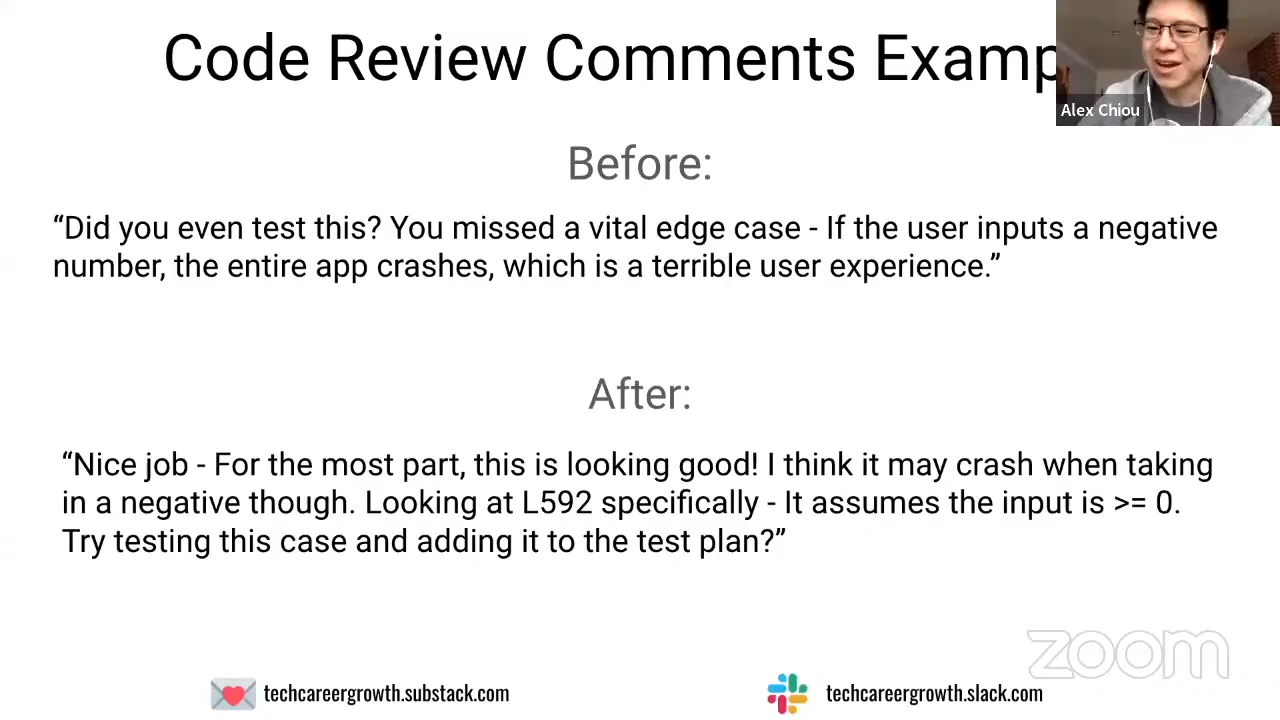 Code Review Comments Examp
Alex Chiou
Before:
“Did you even test this? You missed a vital edge case - If the user inputs a negative
number, the entire app crashes, which is a terrible user experience.”
After:
“Nice job - For the most part, this is looking good! I think it may crash when taking
in a negative though. Looking at L592 specifically - It assumes the input is >= 0.
Try testing this case and adding it to the test plan?”
zoom
techcareergrowth.substack.com
techcareergrowth.slack.com